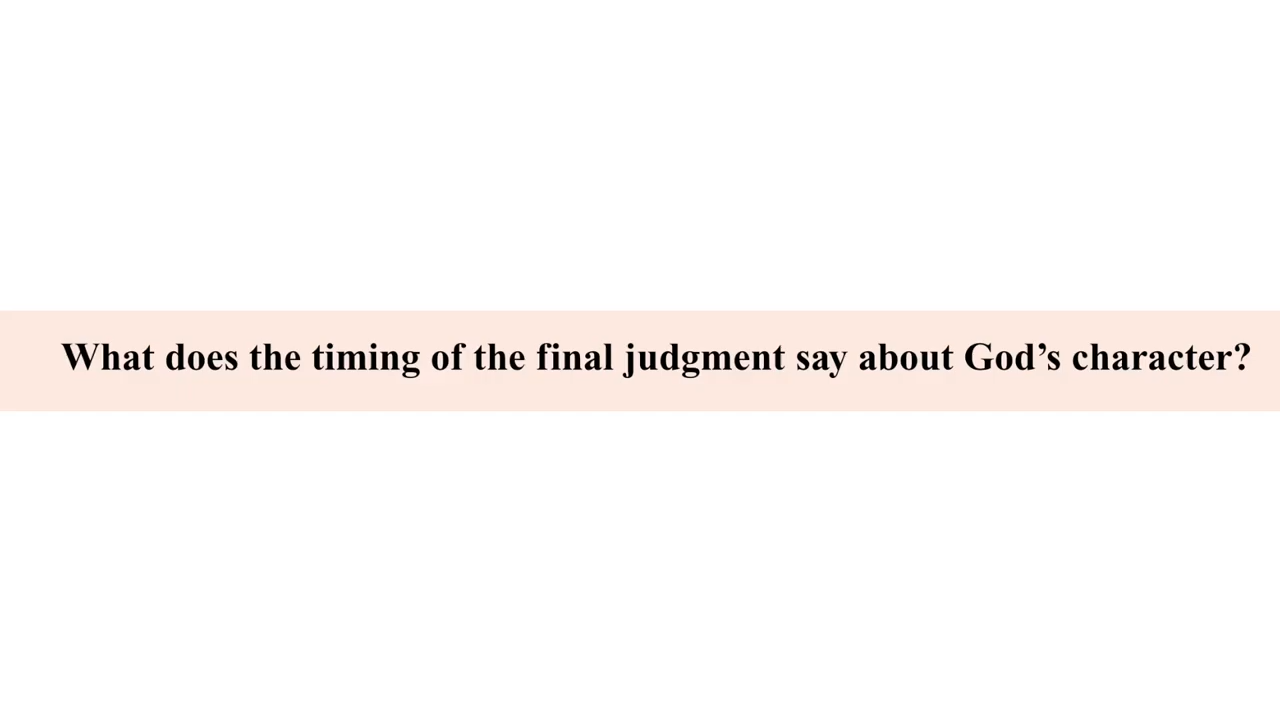 What does the timing of the final judgment say about God’s character?